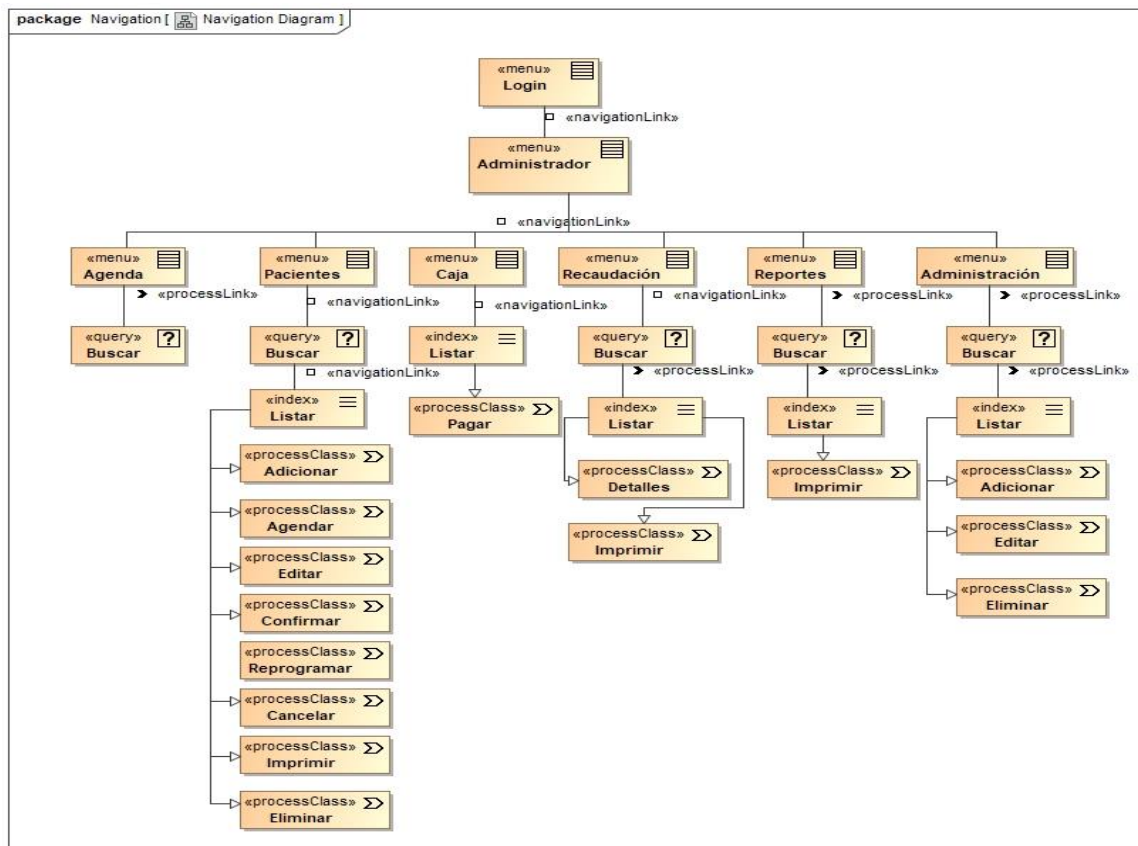 package Navigation [ Navigation Diagram ]
«menu»
Login
«navigationLink»
«menu»
Administrador
«navigationLink»
«menu»
Agenda
«processLink»
«query»
Buscar
«menu»
Pacientes
«navigationLink»
«query»
Buscar
«navigationLink»
«index»
Listar
«processClass»
Adicionar
«processClass»
Agendar
«processClass»
Editar
«processClass»
Confirmar
«processClass»
Reprogramar
«processClass»
Cancelar
«processClass»
Imprimir
«processClass»
Eliminar
«menu»
Caja
«navigationLink»
«index»
Listar
«processClass»
Pagar
«menu»
Recaudación
«navigationLink»
«query»
Buscar
«processLink»
«index»
Listar
«processClass»
Detalles
«processClass»
Imprimir
«menu»
Reportes
«processLink»
«query»
Buscar
«processLink»
«index»
Listar
«processClass»
Imprimir
«menu»
Administración
«processLink»
«query»
Buscar
«processLink»
«index»
Listar
«processClass»
Adicionar
«processClass»
Editar
«processClass»
Eliminar